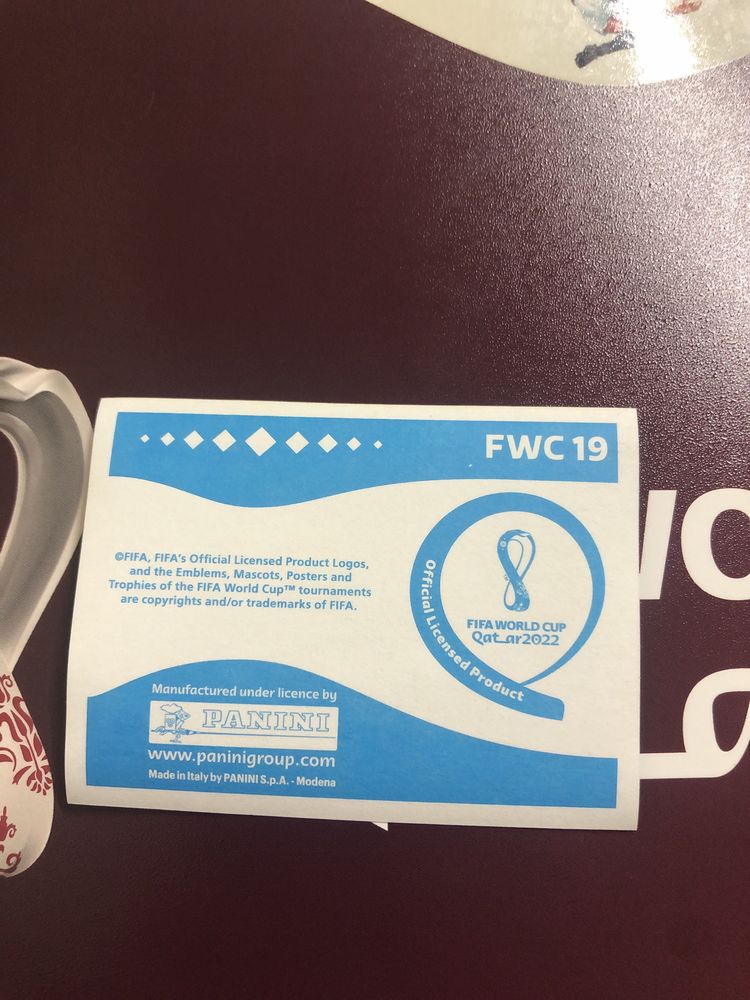 FWC 19
©FIFA, FIFA's Official Licensed Product Logos,
and the Emblems, Mascots, Posters and
Trophies of the FIFA World Cup™ tournaments
are copyrights and/or trademarks of FIFA.
Official Licensed Product
FIFA WORLD CUP
Qat_ar2022
Manufactured under licence by
PANINI
www.paninigroup.com
Made in Italy by PANINI S.p.A. - Modena